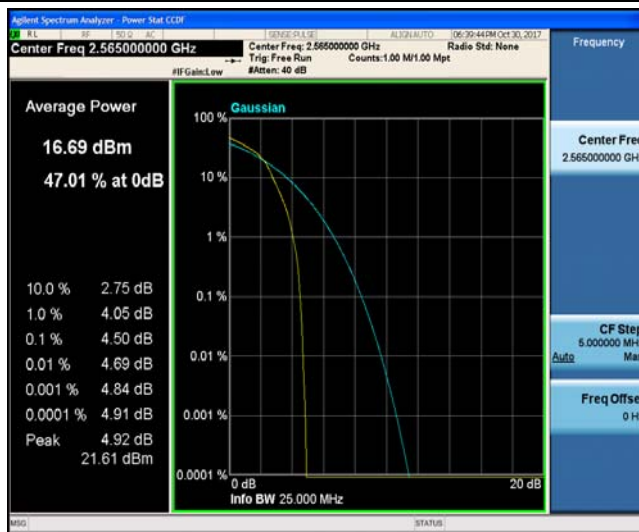 Agilent Spectrum Analyzer - Power Stat CCDF
RL RF 50 Ω AC SENSE:PULSE ALIGN AUTO 06:39:44 PM Oct 30, 2017
Center Freq 2.565000000 GHz
Center Freq: 2.565000000 GHz Radio Std: None
Trig: Free Run Counts:1.00 M/1.00 Mpt
#IFGain:Low #Atten: 40 dB
Frequency
Average Power
16.69 dBm
47.01 % at 0dB
10.0 % 2.75 dB
1.0 % 4.05 dB
0.1 % 4.50 dB
0.01 % 4.69 dB
0.001 % 4.84 dB
0.0001 % 4.91 dB
Peak 4.92 dB
21.61 dBm
Gaussian
100 %
10 %
1 %
0.1 %
0.01 %
0.001 %
0.0001 %
0 dB 20 dB
Info BW 25.000 MHz
Center Fre
2.565000000 GH
CF Step
5.000000 MH
Auto Ma
Freq Offse
0 H
MSG STATUS